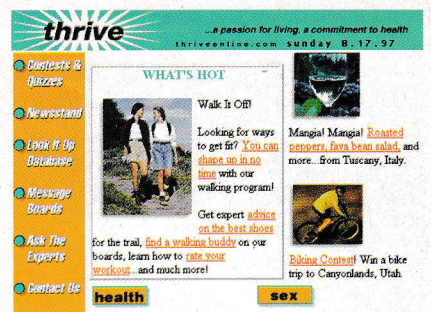 thrive
...a passion for living, a commitment to health
thriveonline.com sunday 8.17.97
Contests &
Quizzes
Newsstand
Look It Up
Database
Message
Boards
Ask The
Experts
Contact Us
WHAT'S HOT
Walk It Off!
Looking for ways
to get fit? You can
shape up in no
time with our
walking program!
Get expert advice
on the best shoes
for the trail, find a walking buddy on our
boards, learn how to rate your
workout...and much more!
Mangia! Mangia! Roasted
peppers, fava bean salad, and
more...from Tuscany, Italy.
Biking Contest! Win a bike
trip to Canyonlands, Utah
health
sex